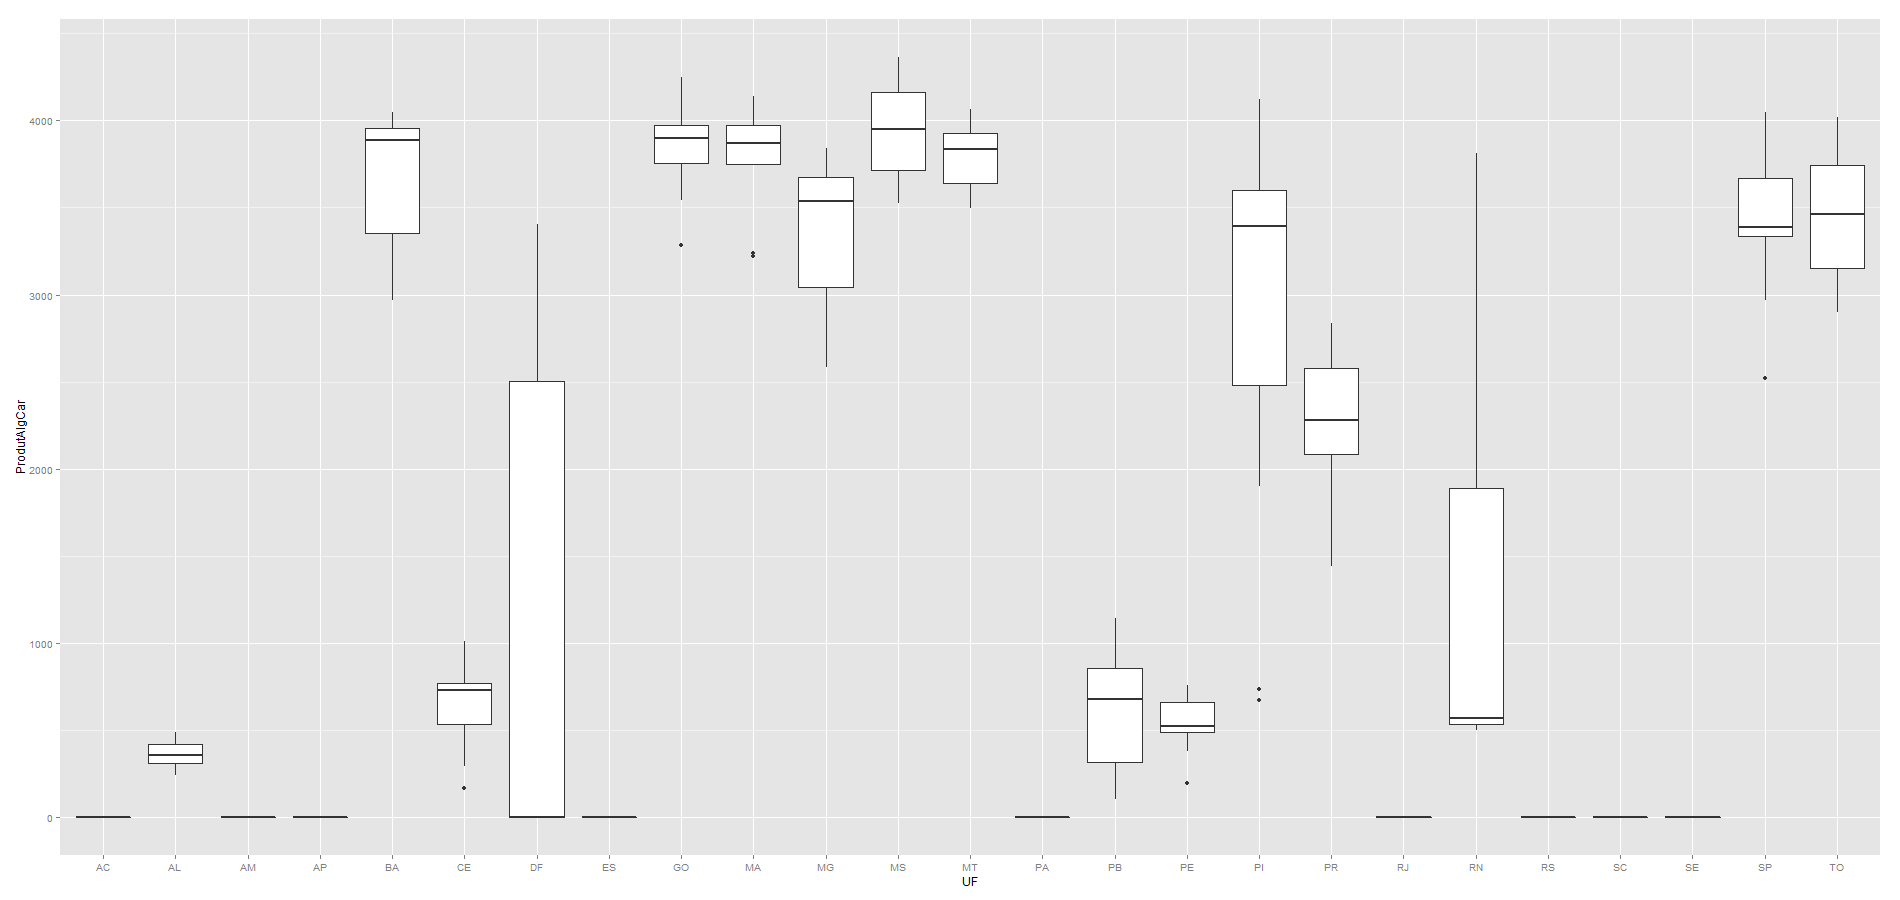 4000
3000
2000
1000
0
ProdutAlgCar
AC AL AM AP BA CE DF ES GO MA MG MS MT PA PB PE PI PR RJ RN RS SC SE SP TO
UF